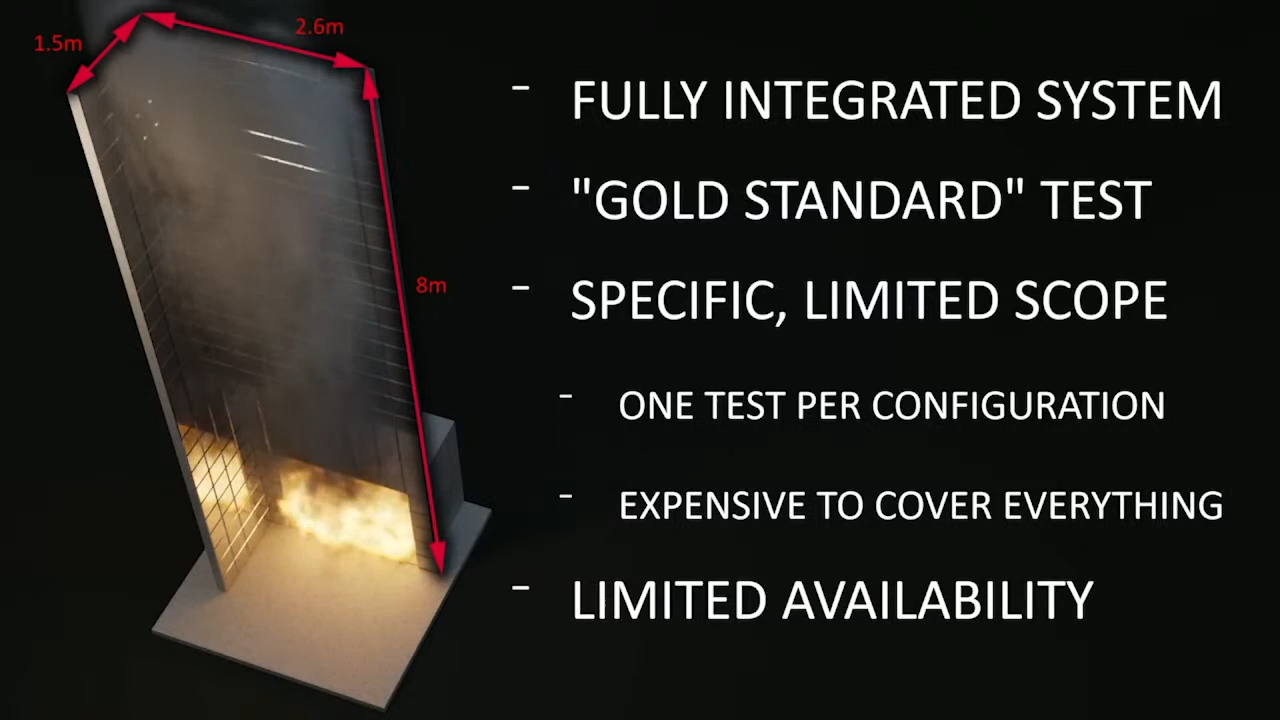 1.5m
2.6m
8m
- FULLY INTEGRATED SYSTEM
- "GOLD STANDARD" TEST
- SPECIFIC, LIMITED SCOPE
- ONE TEST PER CONFIGURATION
- EXPENSIVE TO COVER EVERYTHING
- LIMITED AVAILABILITY